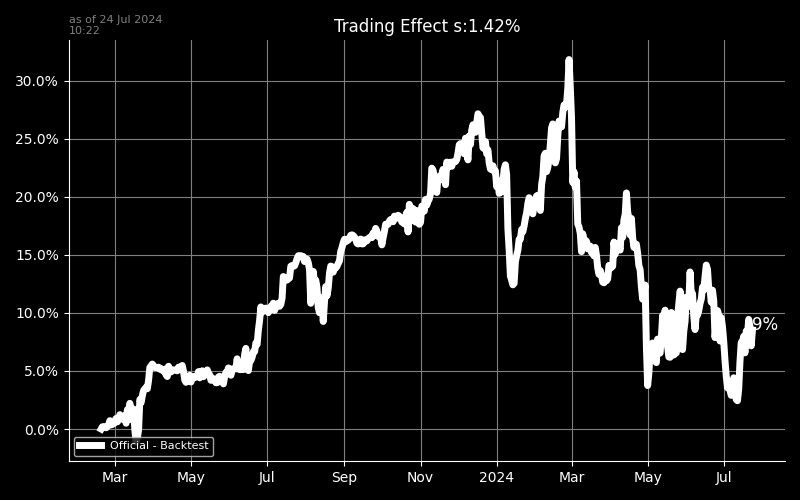 as of 24 Jul 2024
10:22
Trading Effect s:1.42%
30.0%
25.0%
20.0%
15.0%
10.0%
5.0%
0.0%
9%
Official - Backtest
Mar May Jul Sep Nov 2024 Mar May Jul